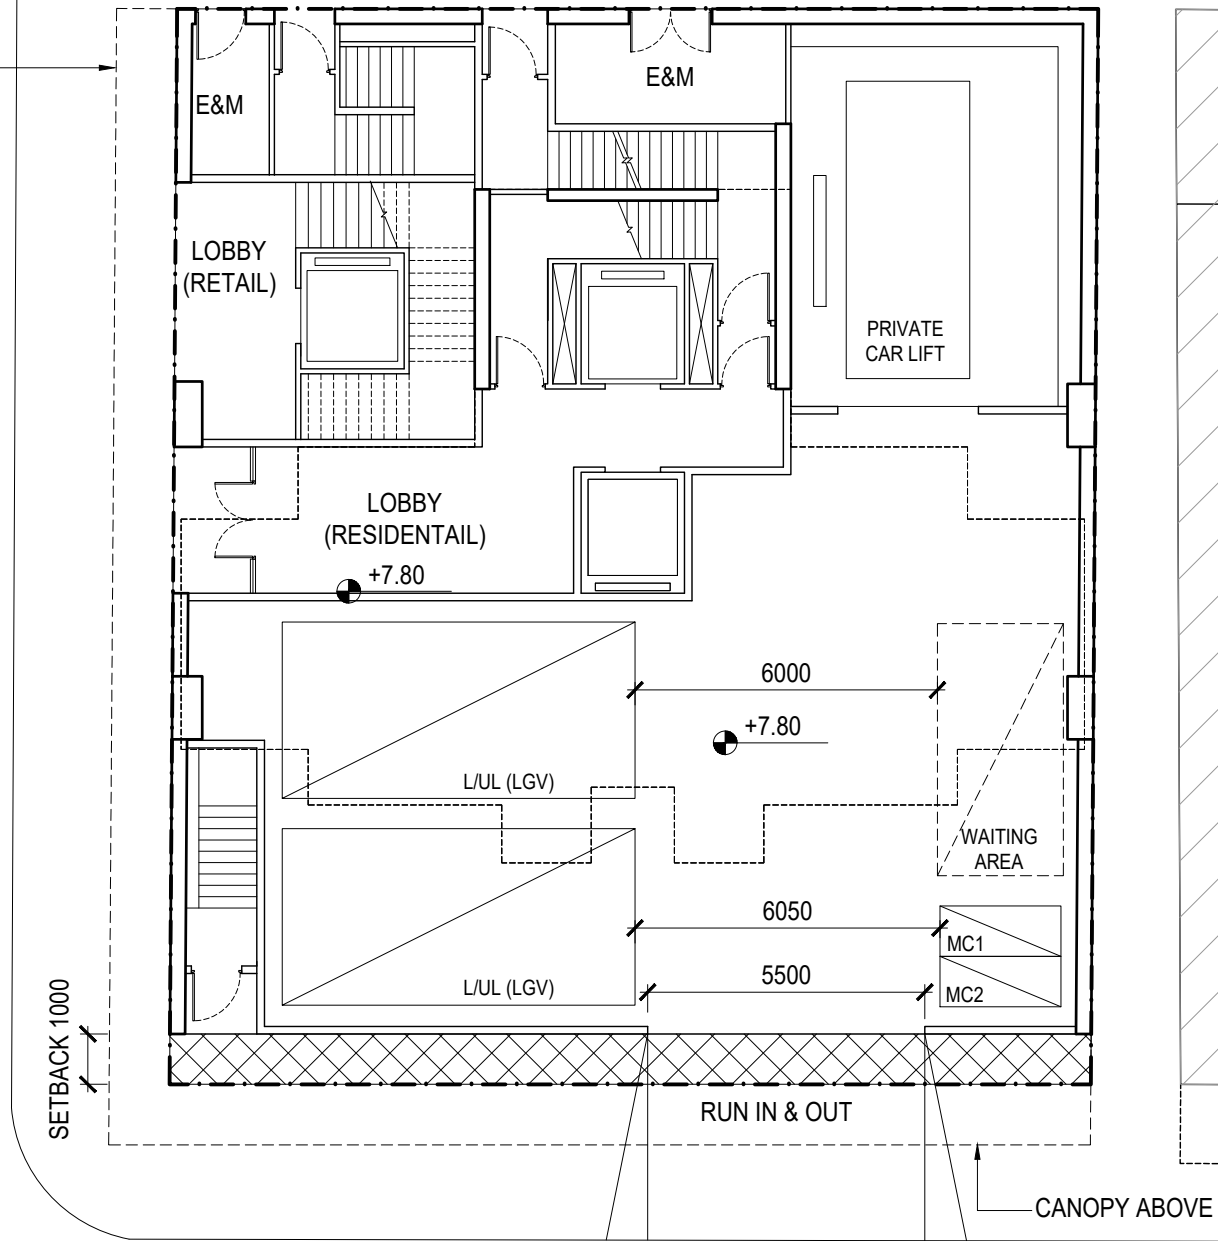 E&M
E&M
LOBBY
(RETAIL)
PRIVATE
CAR LIFT
LOBBY
(RESIDENTAIL)
+7.80
6000
+7.80
L/UL (LGV)
WAITING
AREA
6050
MC1
5500
L/UL (LGV)
MC2
SETBACK 1000
RUN IN & OUT
CANOPY ABOVE